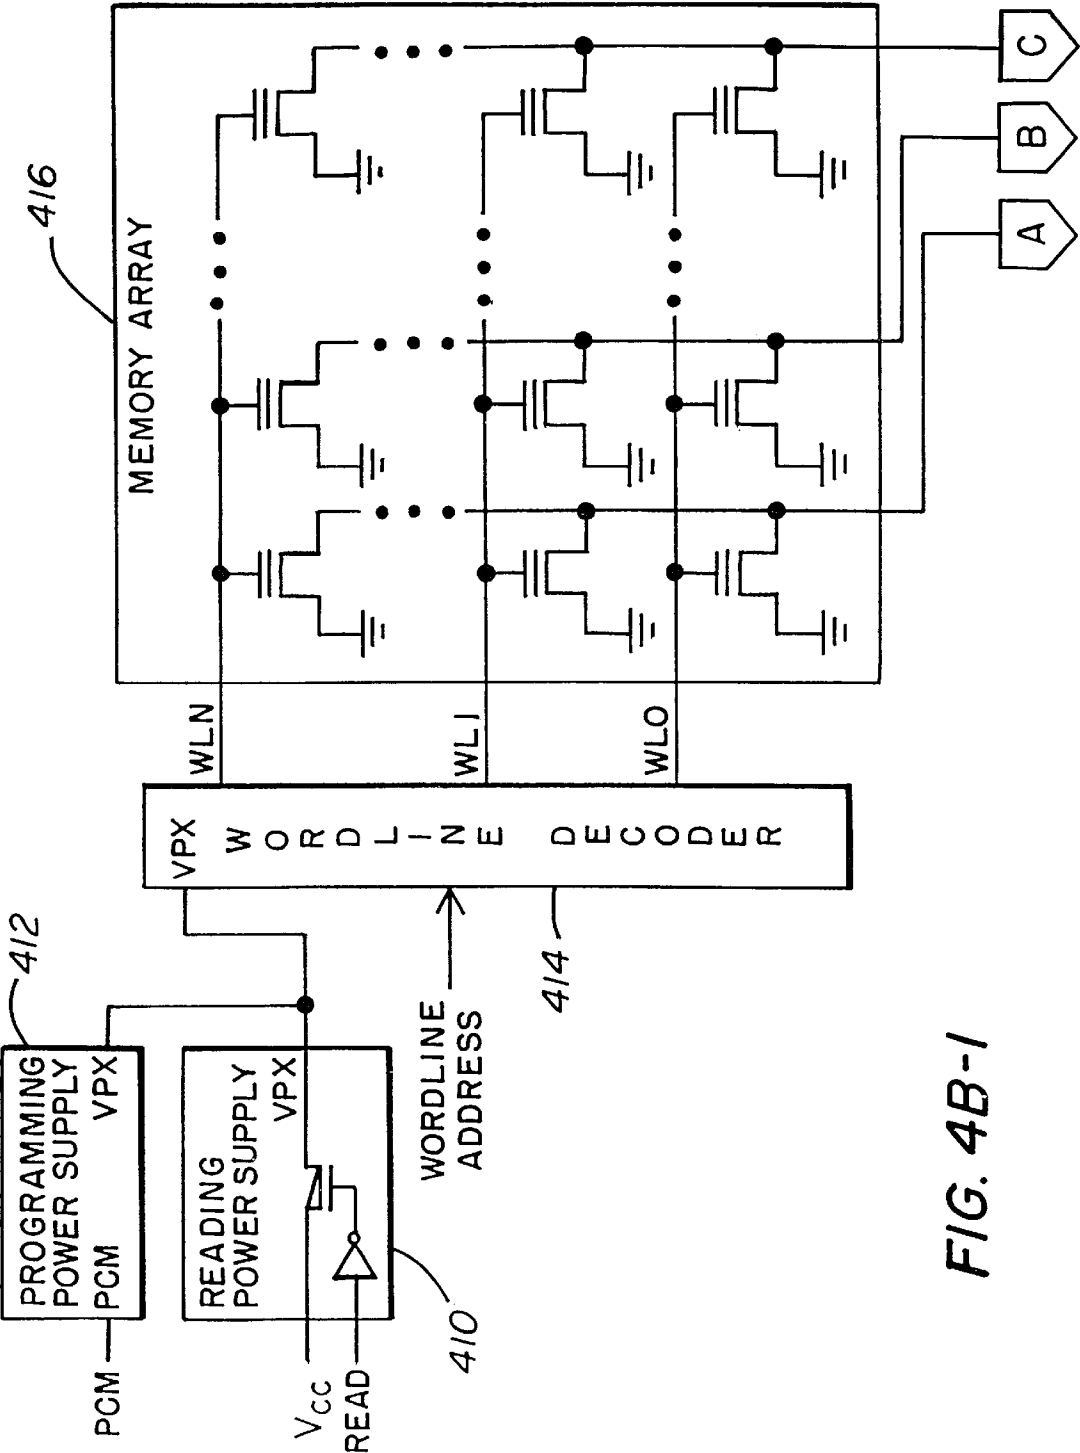 PCM
PROGRAMMING
POWER SUPPLY
PCM VPX
412
VCC
READ
READING
POWER SUPPLY
VPX
410
WORDLINE
ADDRESS
VPX
WORDLINE DECODER
414
WLN
WL1
WL0
MEMORY ARRAY
416
A
B
C
FIG. 4B-1